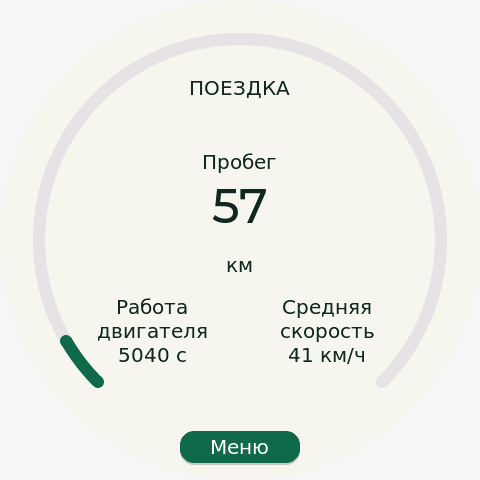 ПОЕЗДКА
Пробег
57
км
Работа
двигателя
5040 с
Средняя
скорость
41 км/ч
Меню